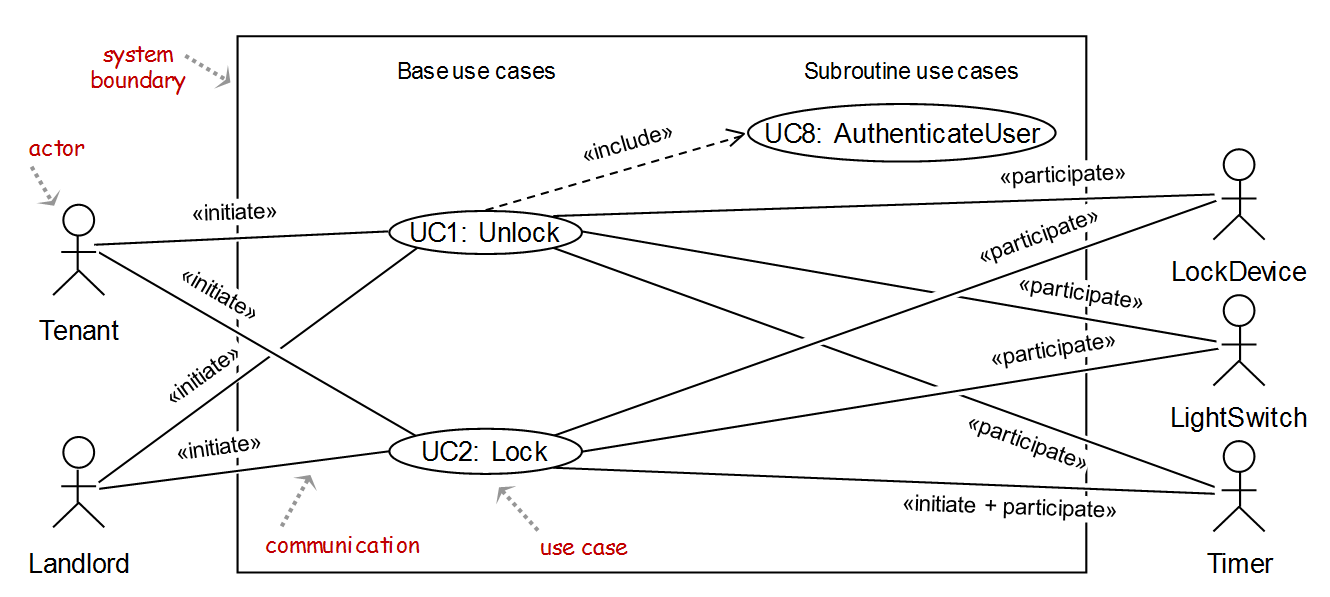 system
boundary
Base use cases
Subroutine use cases
actor
«include»
UC8: AuthenticateUser
«initiate»
«participate»
UC1: Unlock
«participate»
LockDevice
«initiate»
«participate»
Tenant
«initiate»
«participate»
LightSwitch
«initiate»
UC2: Lock
«participate»
«initiate + participate»
communication
use case
Landlord
Timer